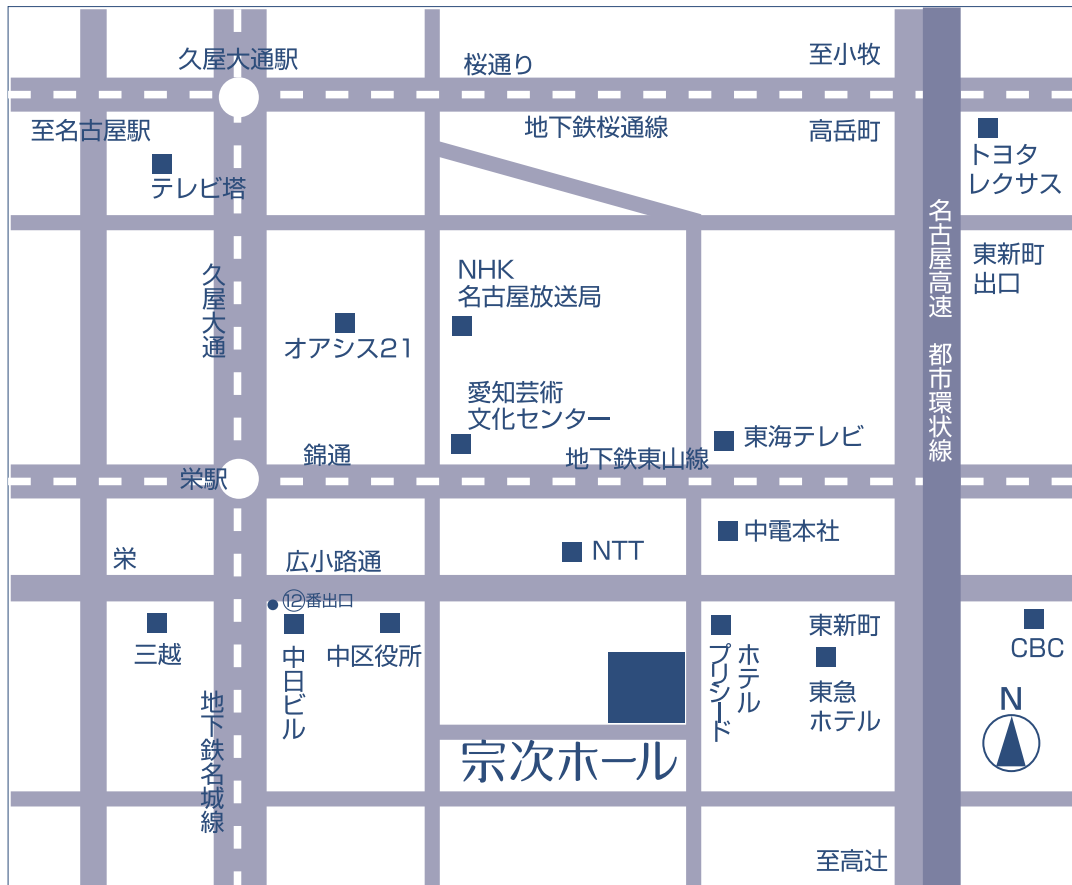 久屋大通駅
桜通り
至小牧
至名古屋駅
地下鉄桜通線
高岳町
トヨタ
レクサス
テレビ塔
名古屋高速 都市環状線
東新町
出口
久屋大通
NHK
名古屋放送局
オアシス21
愛知芸術
文化センター
東海テレビ
錦通
地下鉄東山線
栄駅
中電本社
NTT
栄
広小路通
⑫番出口
三越
中日ビル
中区役所
ホテル
プリシード
東新町
東急
ホテル
CBC
N
地下鉄名城線
宗次ホール
至高辻